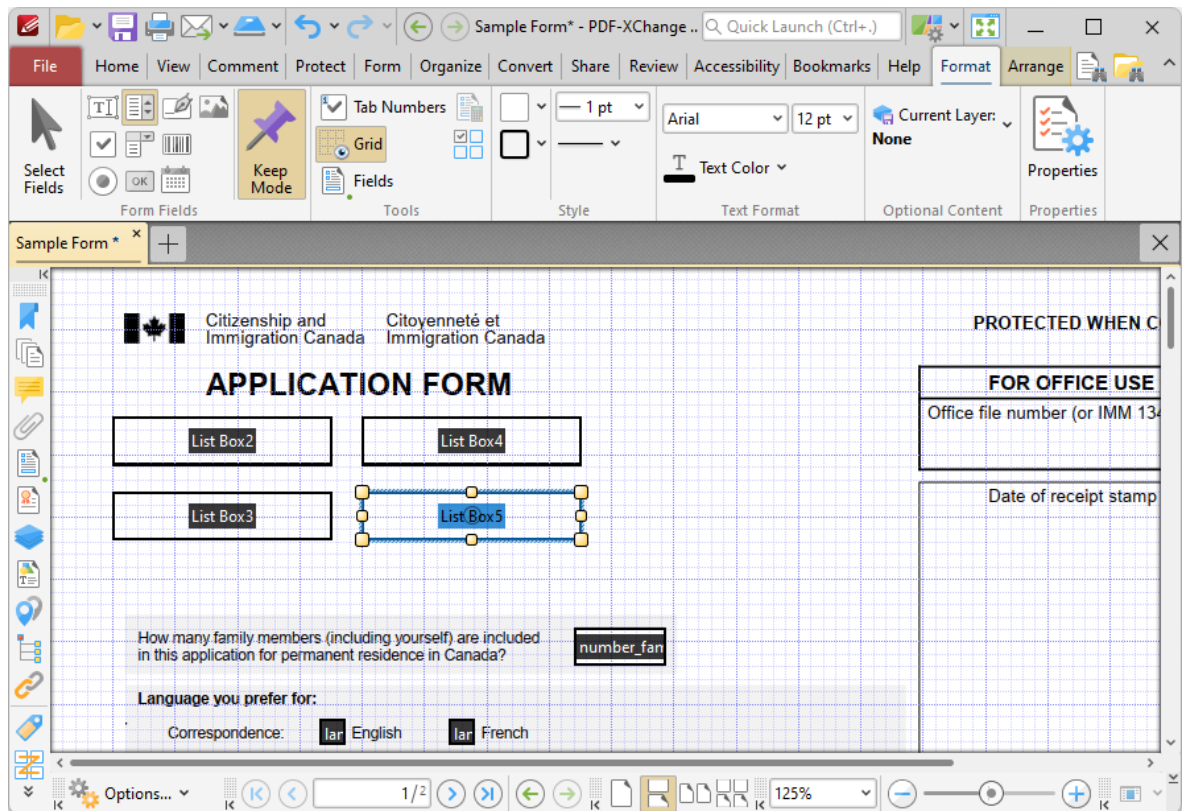 Sample Form* - PDF-XChange ..
Quick Launch (Ctrl+.)
File Home View Comment Protect Form Organize Convert Share Review Accessibility Bookmarks Help Format Arrange
Select Fields
OK
Keep Mode
Form Fields
Tab Numbers
Grid
Fields
Tools
1 pt
Style
Arial
12 pt
Text Color
Text Format
Current Layer:
None
Optional Content
Properties
Properties
Sample Form *
Citizenship and
Immigration Canada
Citoyenneté et
Immigration Canada
PROTECTED WHEN C
APPLICATION FORM
FOR OFFICE USE
Office file number (or IMM 134
List Box2
List Box4
Date of receipt stamp
List Box3
List Box5
How many family members (including yourself) are included
in this application for permanent residence in Canada?
number_fan
Language you prefer for:
Correspondence:
lar English
lar French
Options...
1/2
125%